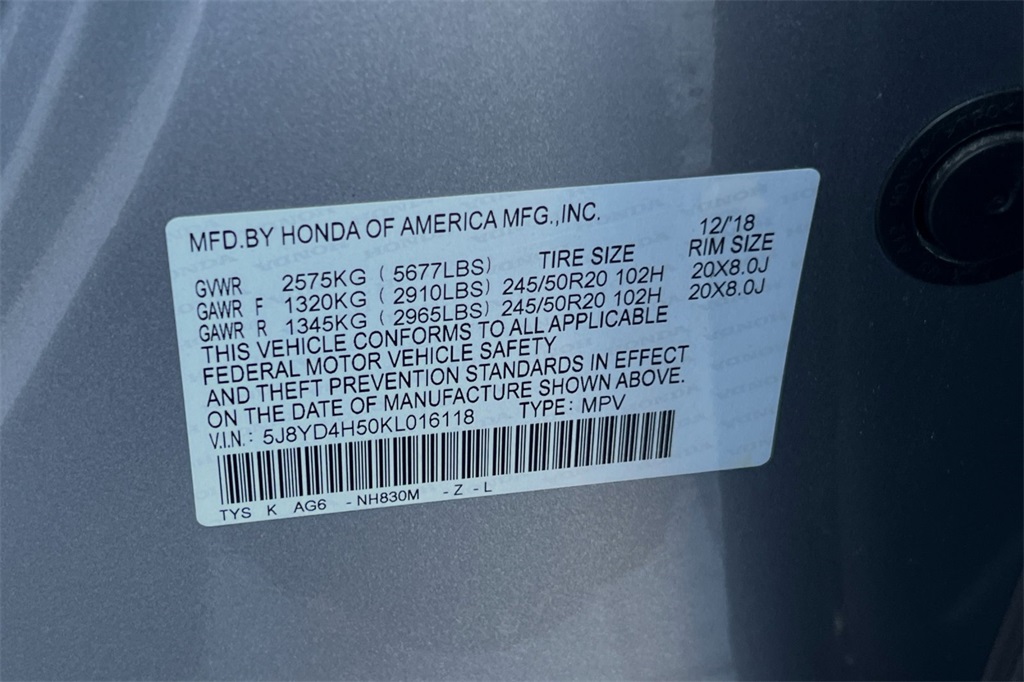 MFD.BY HONDA OF AMERICA MFG.,INC. 12/'18
TIRE SIZE RIM SIZE
GVWR 2575KG ( 5677LBS)
GAWR F 1320KG ( 2910LBS) 245/50R20 102H 20X8.0J
GAWR R 1345KG ( 2965LBS) 245/50R20 102H 20X8.0J
THIS VEHICLE CONFORMS TO ALL APPLICABLE
FEDERAL MOTOR VEHICLE SAFETY
AND THEFT PREVENTION STANDARDS IN EFFECT
ON THE DATE OF MANUFACTURE SHOWN ABOVE.
V.I.N: 5J8YD4H50KL016118 TYPE: MPV
TYS K AG6 - NH830M - Z - L